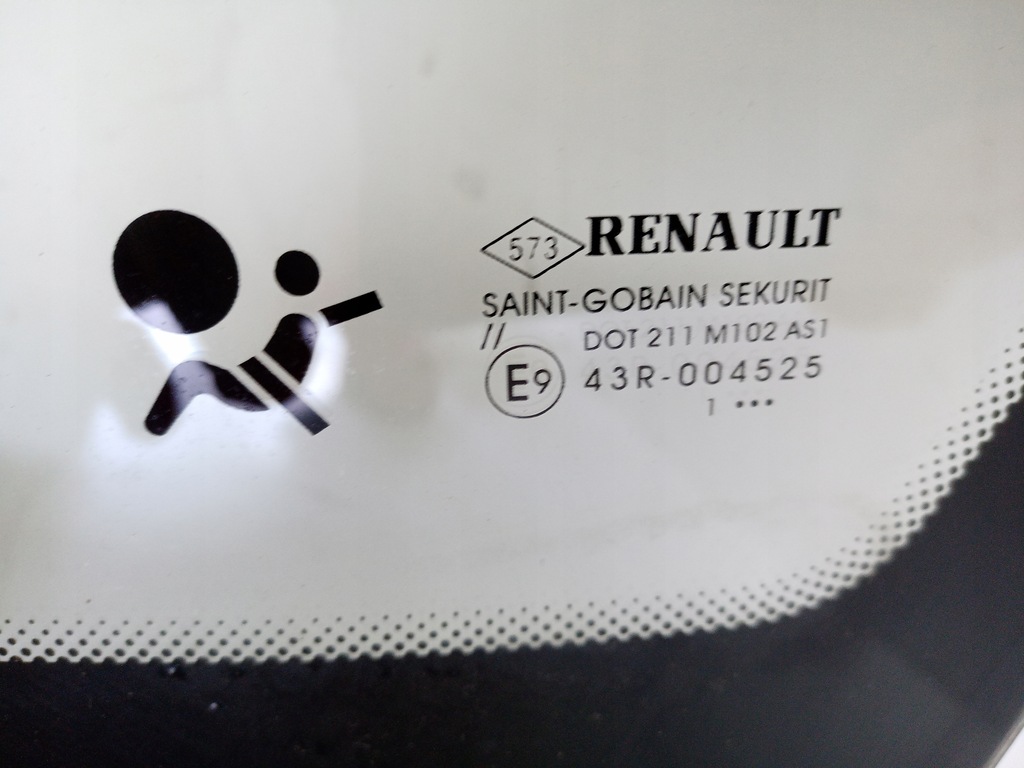 573 RENAULT
SAINT-GOBAIN SEKURIT
// DOT 211 M102 AS1
E9 43R-004525
1 •••